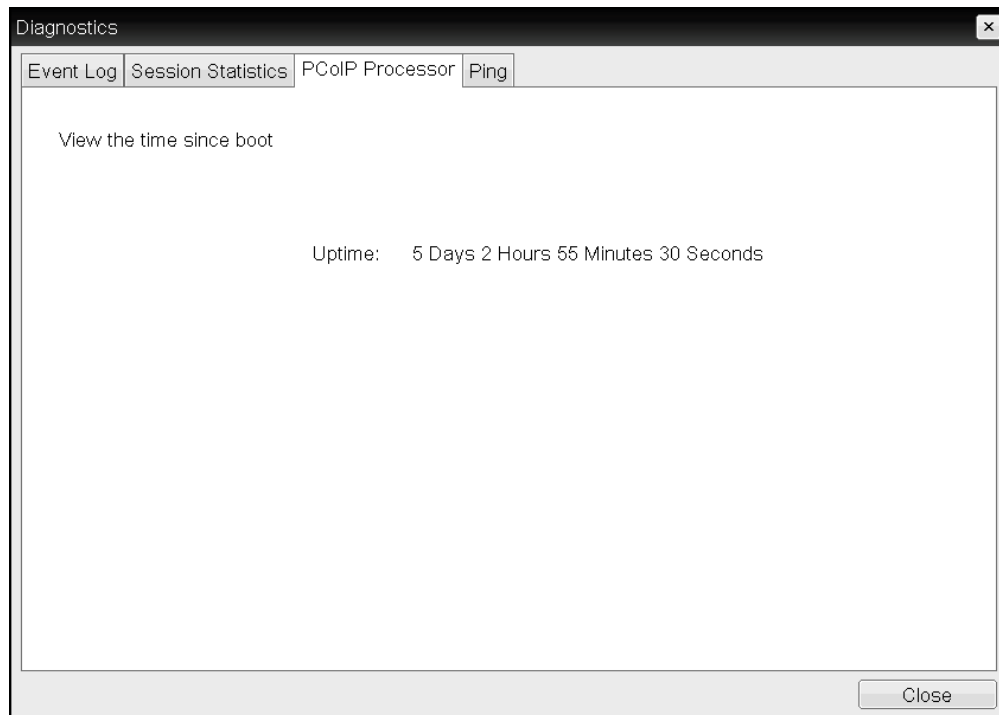 Diagnostics
Event Log Session Statistics PCoIP Processor Ping
View the time since boot
Uptime: 5 Days 2 Hours 55 Minutes 30 Seconds
Close